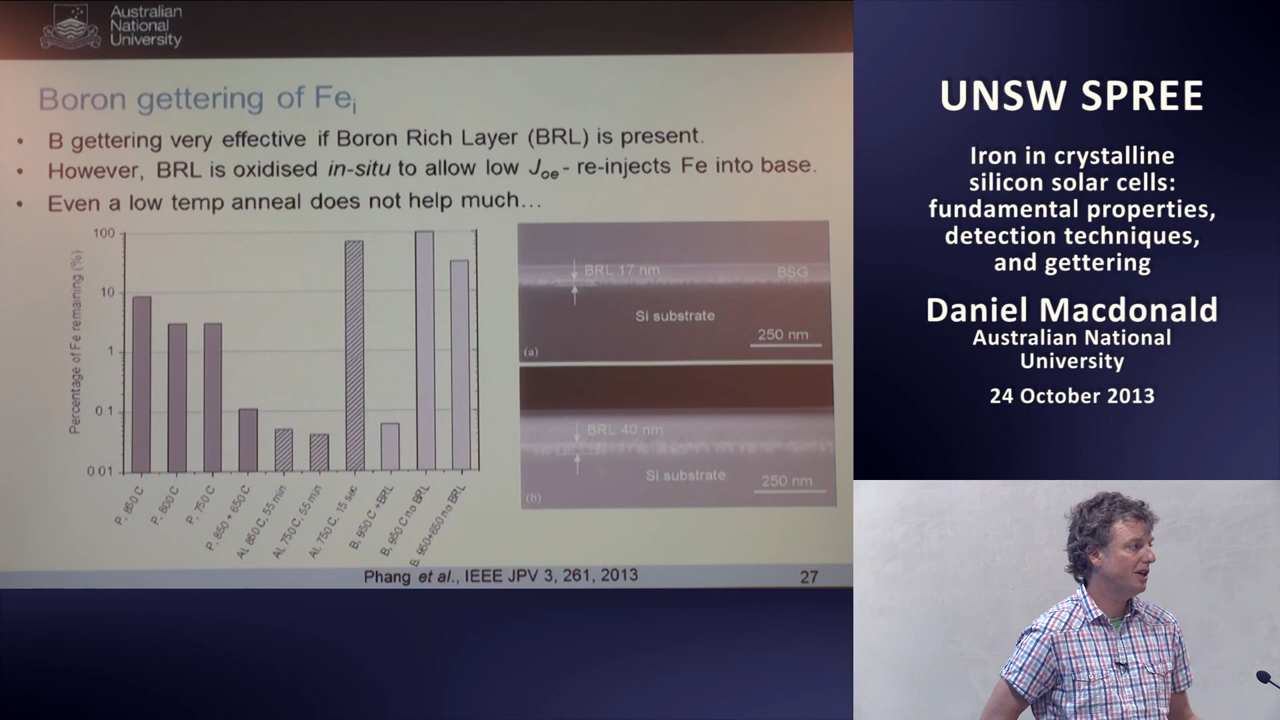 Australian
National
University
Boron gettering of Fei
• B gettering very effective if Boron Rich Layer (BRL) is present.
• However, BRL is oxidised in-situ to allow low Joe - re-injects Fe into base.
• Even a low temp anneal does not help much…
Percentage of Fe remaining (%)
100
10
1
0.1
0.01
P, 850 C
P, 800 C
P, 750 C
P, 850 + 650 C
Al, 850 C, 55 min
Al, 750 C, 55 min
Al, 750 C, 15 sec
B, 950 C +BRL
B, 950 C no BRL
B, 950+650 no BRL
BRL 17 nm
BSG
Si substrate
250 nm
(a)
BRL 40 nm
Si substrate
250 nm
(b)
Phang et al., IEEE JPV 3, 261, 2013
27
UNSW SPREE
Iron in crystalline
silicon solar cells:
fundamental properties,
detection techniques,
and gettering
Daniel Macdonald
Australian National
University
24 October 2013